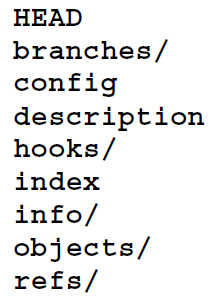 HEAD
branches/
config
description
hooks/
index
info/
objects/
refs/